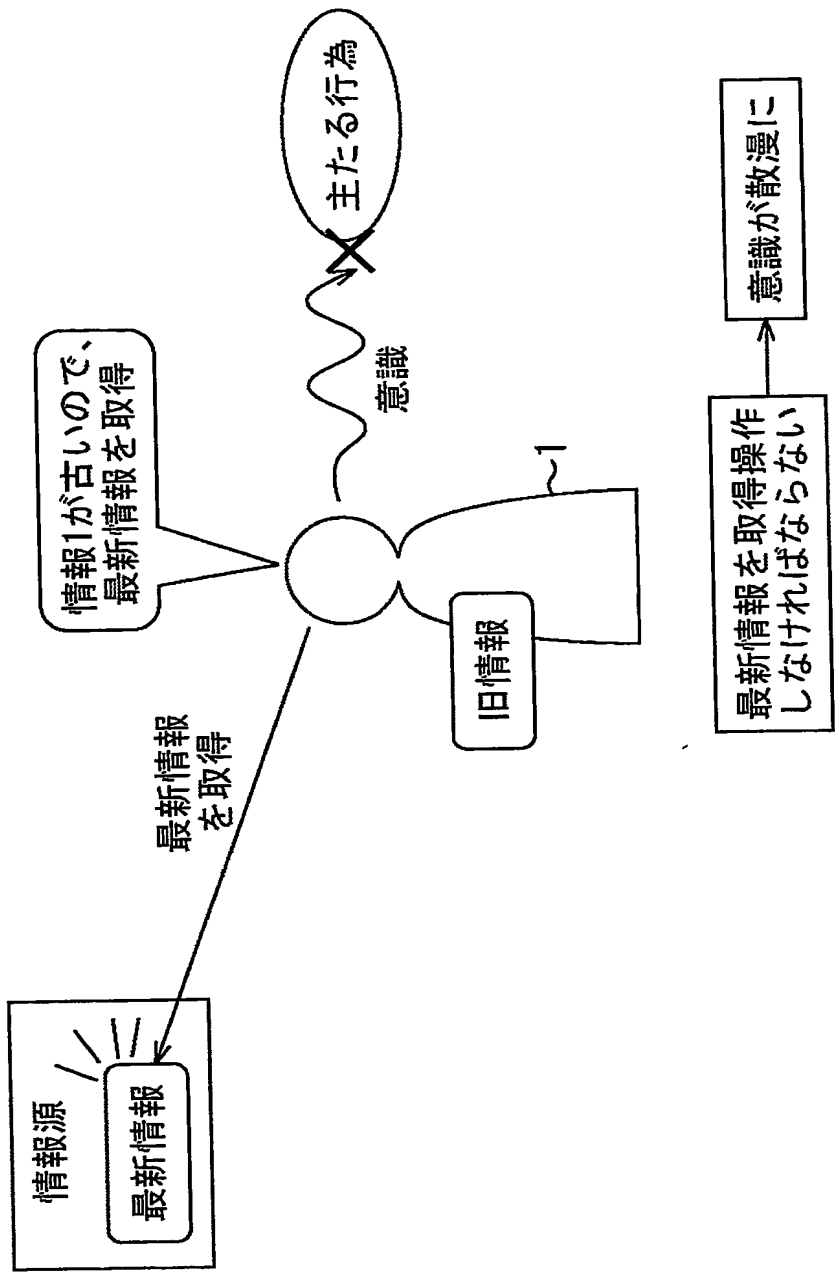 情報源
最新情報
最新情報
を取得
情報1が古いので、
最新情報を取得
旧情報
1
意識
主たる行為
最新情報を取得操作
しなければならない
意識が散漫に